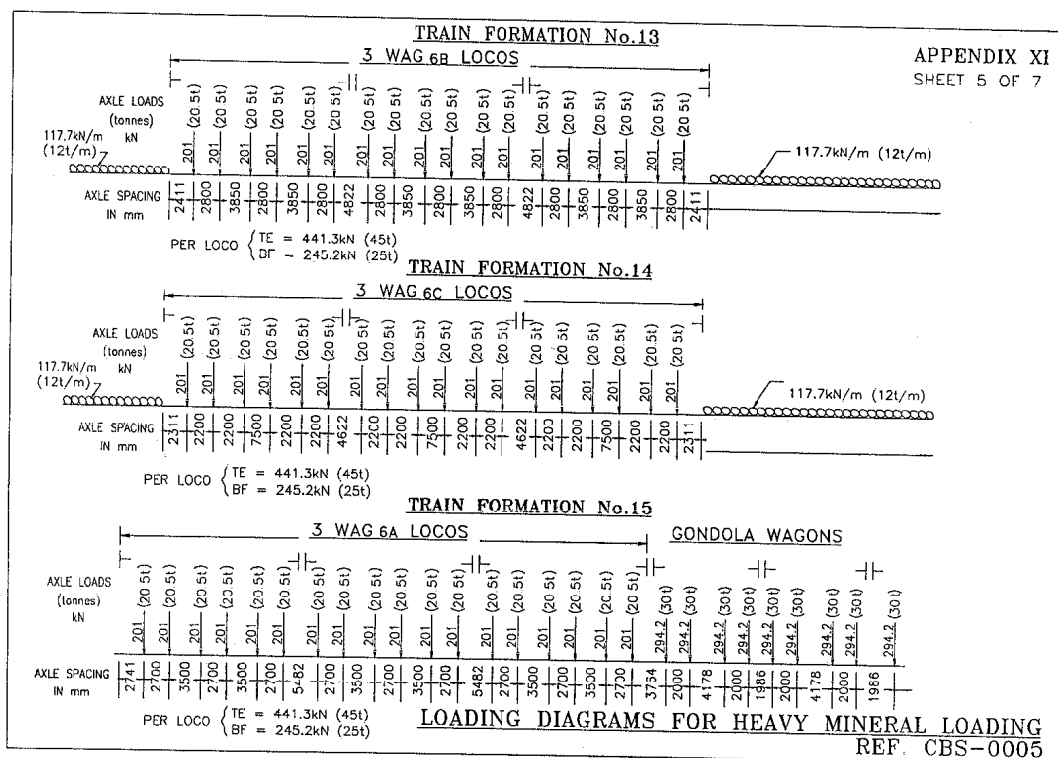 TRAIN FORMATION No.13
3 WAG 6B LOCOS
APPENDIX XI
SHEET 5 OF 7
AXLE LOADS
(tonnes)
kN
201 (20.5t) 201 (20.5t) 201 (20.5t) 201 (20.5t) 201 (20.5t) 201 (20.5t) 201 (20.5t) 201 (20.5t) 201 (20.5t) 201 (20.5t) 201 (20.5t) 201 (20.5t) 201 (20.5t) 201 (20.5t) 201 (20.5t) 201 (20.5t) 201 (20.5t) 201 (20.5t)
117.7kN/m
(12t/m)
117.7kN/m (12t/m)
AXLE SPACING
IN mm
2411 2800 3850 2800 3850 2800 4822 2800 3850 2800 3850 2800 4822 2800 3850 2800 3850 2800 2411
PER LOCO
TE = 441.3kN (45t)
BF = 245.2kN (25t)
TRAIN FORMATION No.14
3 WAG 6C LOCOS
AXLE LOADS
(tonnes)
kN
201 (20.5t) 201 (20.5t) 201 (20.5t) 201 (20.5t) 201 (20.5t) 201 (20.5t) 201 (20.5t) 201 (20.5t) 201 (20.5t) 201 (20.5t) 201 (20.5t) 201 (20.5t) 201 (20.5t) 201 (20.5t) 201 (20.5t) 201 (20.5t) 201 (20.5t) 201 (20.5t)
117.7kN/m
(12t/m)
117.7kN/m (12t/m)
AXLE SPACING
IN mm
2311 2200 2200 7500 2200 2200 4622 2200 2200 7500 2200 2200 4622 2200 2200 7500 2200 2200 2311
PER LOCO
TE = 441.3kN (45t)
BF = 245.2kN (25t)
TRAIN FORMATION No.15
3 WAG 6A LOCOS
GONDOLA WAGONS
AXLE LOADS
(tonnes)
kN
201 (20.5t) 201 (20.5t) 201 (20.5t) 201 (20.5t) 201 (20.5t) 201 (20.5t) 201 (20.5t) 201 (20.5t) 201 (20.5t) 201 (20.5t) 201 (20.5t) 201 (20.5t) 201 (20.5t) 201 (20.5t) 201 (20.5t) 201 (20.5t) 201 (20.5t) 201 (20.5t) 294.2 (30t) 294.2 (30t) 294.2 (30t) 294.2 (30t) 294.2 (30t) 294.2 (30t) 294.2 (30t) 294.2 (30t) 294.2 (30t)
AXLE SPACING
IN mm
2741 2700 3500 2700 3500 2700 5482 2700 3500 2700 3500 2700 5482 2700 3500 2700 3500 2700 3734 2000 4178 2000 1986 2000 4178 2000 1986
PER LOCO
TE = 441.3kN (45t)
BF = 245.2kN (25t)
LOADING DIAGRAMS FOR HEAVY MINERAL LOADING
REF. CBS-0005